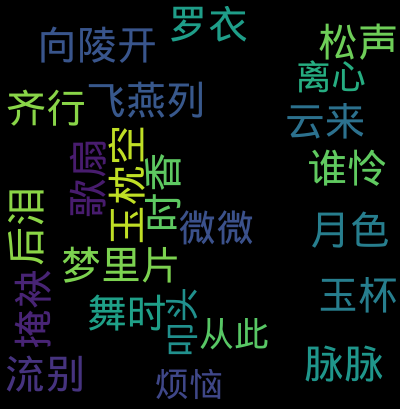 罗衣
向陵开
松声
离心
飞燕列
齐行
云来
玉枕空
歌扇
时香
谁怜
后泪
微微
月色
梦里片
掩袂
舞时
叩头
玉杯
从此
脉脉
流别
烦恼